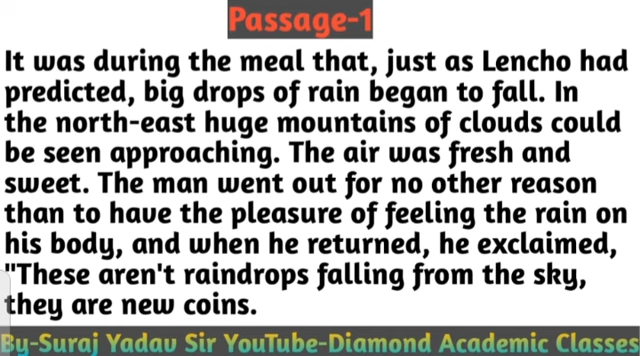 Passage-1
It was during the meal that, just as Lencho had
predicted, big drops of rain began to fall. In
the north-east huge mountains of clouds could
be seen approaching. The air was fresh and
sweet. The man went out for no other reason
than to have the pleasure of feeling the rain on
his body, and when he returned, he exclaimed,
"These aren't raindrops falling from the sky,
they are new coins.
By-Suraj Yadav Sir YouTube-Diamond Academic Classes